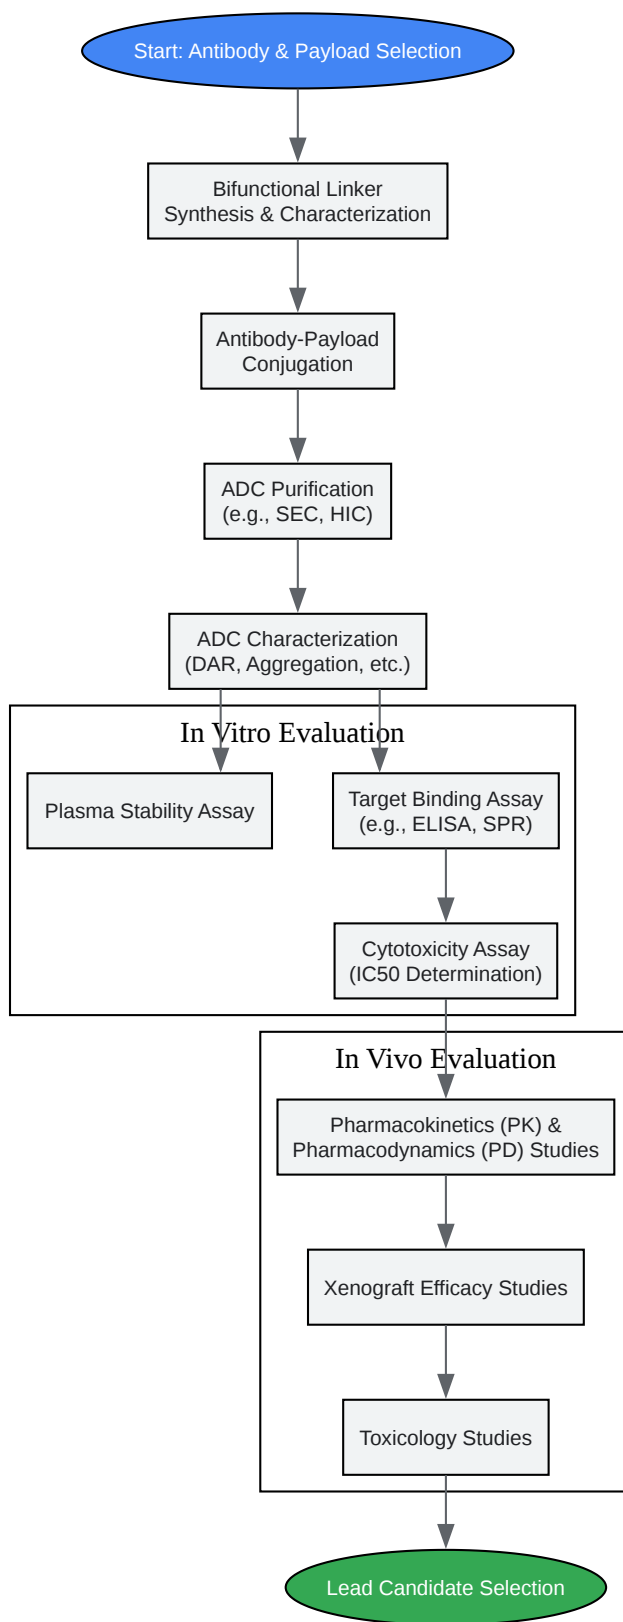 Start: Antibody & Payload Selection
Bifunctional Linker
Synthesis & Characterization
Antibody-Payload
Conjugation
ADC Purification
(e.g., SEC, HIC)
ADC Characterization
(DAR, Aggregation, etc.)
In Vitro Evaluation
Plasma Stability Assay
Target Binding Assay
(e.g., ELISA, SPR)
Cytotoxicity Assay
(IC50 Determination)
In Vivo Evaluation
Pharmacokinetics (PK) &
Pharmacodynamics (PD) Studies
Xenograft Efficacy Studies
Toxicology Studies
Lead Candidate Selection